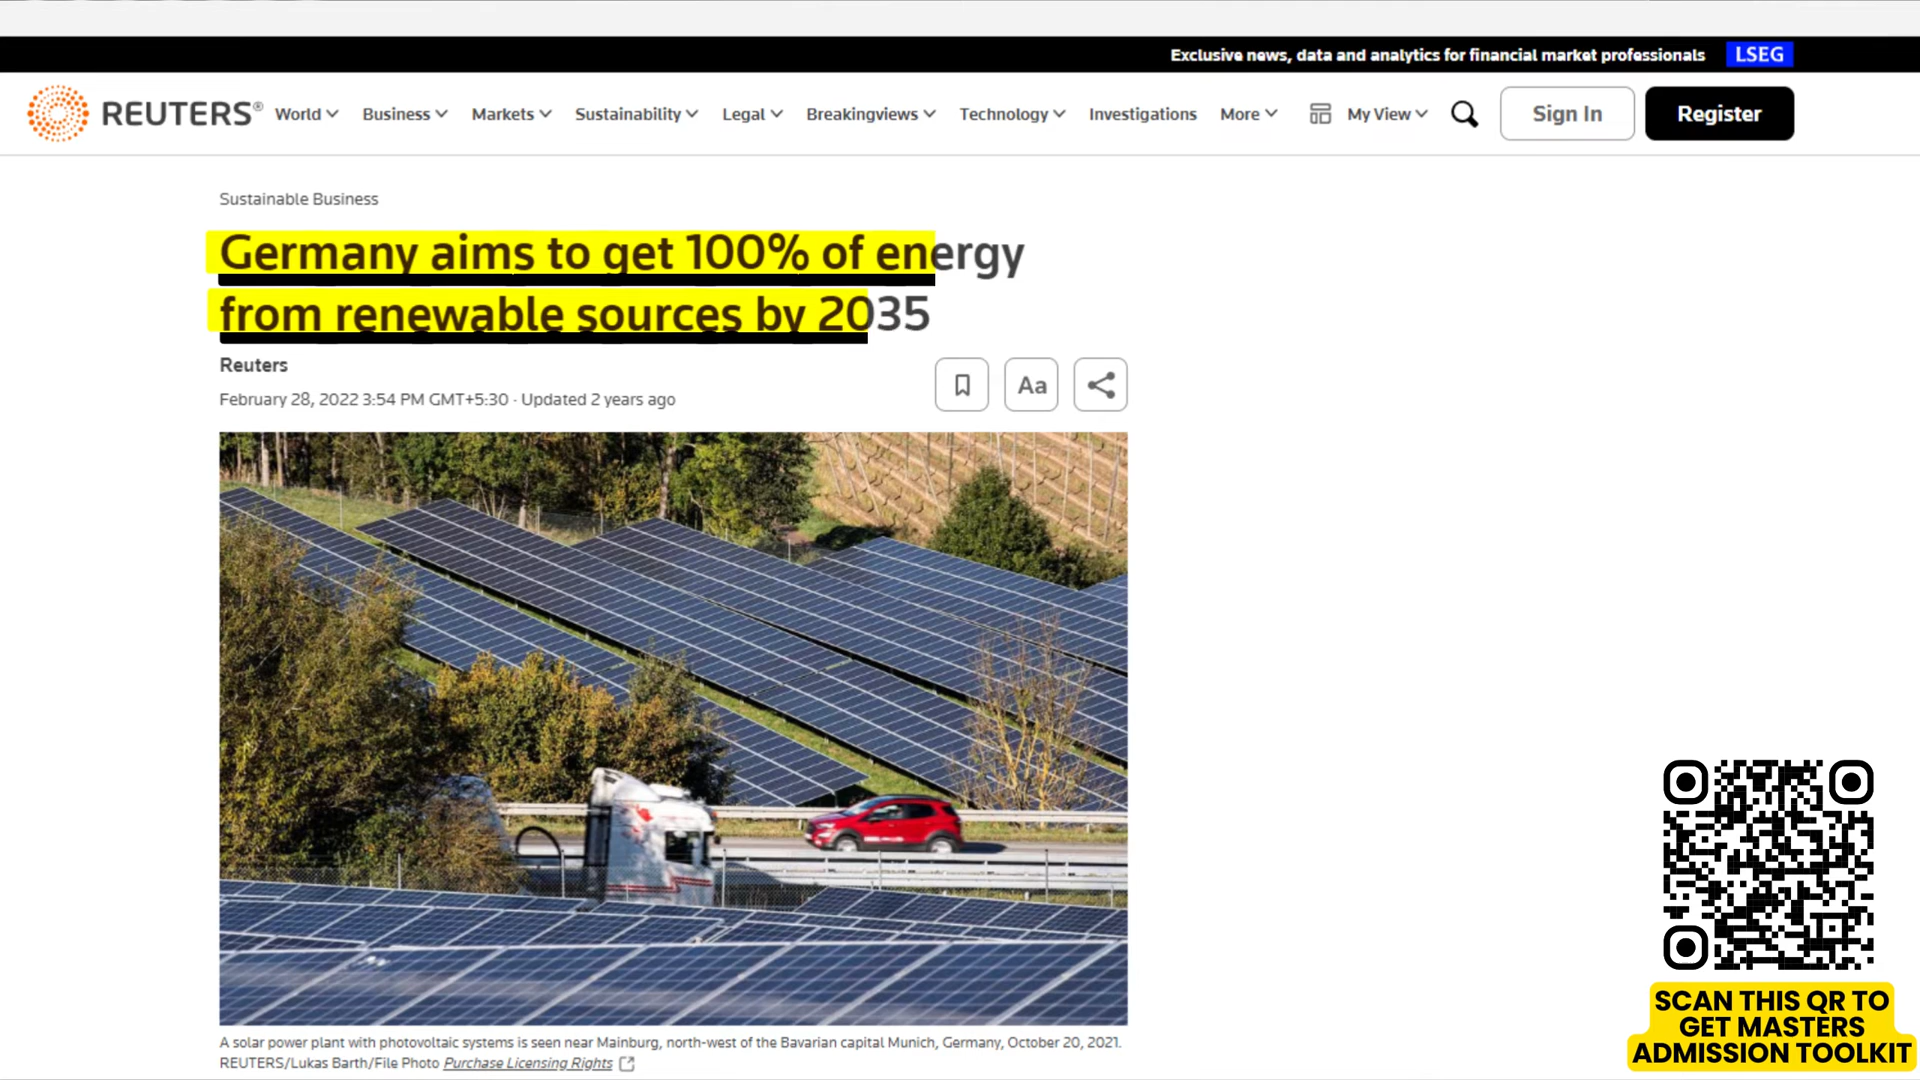 Exclusive news, data and analytics for financial market professionals LSEG
REUTERS® World Business Markets Sustainability Legal Breakingviews Technology Investigations More My View Sign In Register
Sustainable Business
Germany aims to get 100% of energy
from renewable sources by 2035
Reuters
February 28, 2022 3:54 PM GMT+5:30 · Updated 2 years ago
Aa
A solar power plant with photovoltaic systems is seen near Mainburg, north-west of the Bavarian capital Munich, Germany, October 20, 2021.
REUTERS/Lukas Barth/File Photo Purchase Licensing Rights
SCAN THIS QR TO
GET MASTERS
ADMISSION TOOLKIT